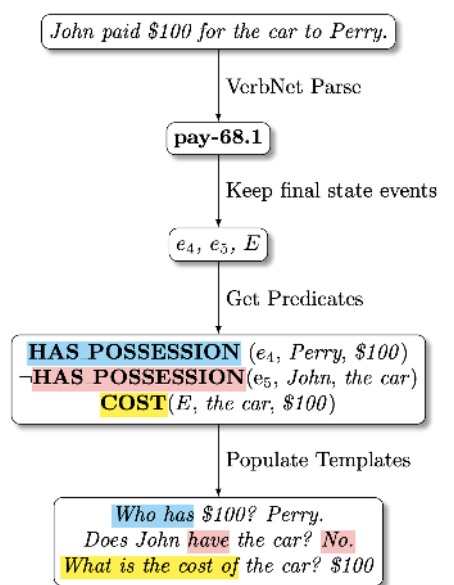 John paid $100 for the car to Perry.
VerbNet Parse
pay-68.1
Keep final state events
e4, e5, E
Get Predicates
HAS POSSESSION (e4, Perry, $100)
¬HAS POSSESSION(e5, John, the car)
COST(E, the car, $100)
Populate Templates
Who has $100? Perry.
Does John have the car? No.
What is the cost of the car? $100